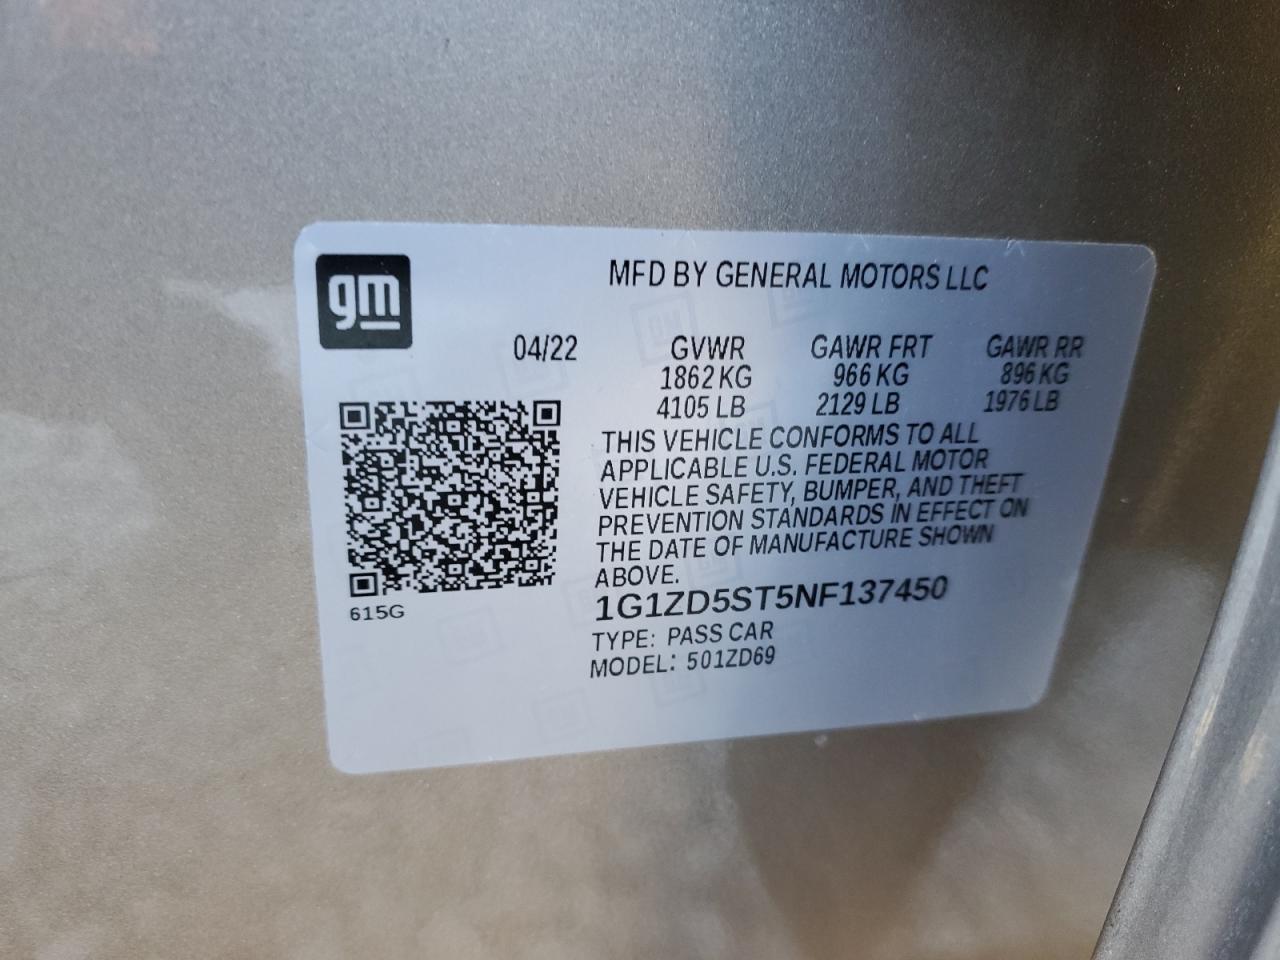 gm
MFD BY GENERAL MOTORS LLC
04/22 GVWR GAWR FRT GAWR RR
1862 KG 966 KG 896 KG
4105 LB 2129 LB 1976 LB
THIS VEHICLE CONFORMS TO ALL
APPLICABLE U.S. FEDERAL MOTOR
VEHICLE SAFETY, BUMPER, AND THEFT
PREVENTION STANDARDS IN EFFECT ON
THE DATE OF MANUFACTURE SHOWN
ABOVE.
615G
1G1ZD5ST5NF137450
TYPE: PASS CAR
MODEL: 501ZD69